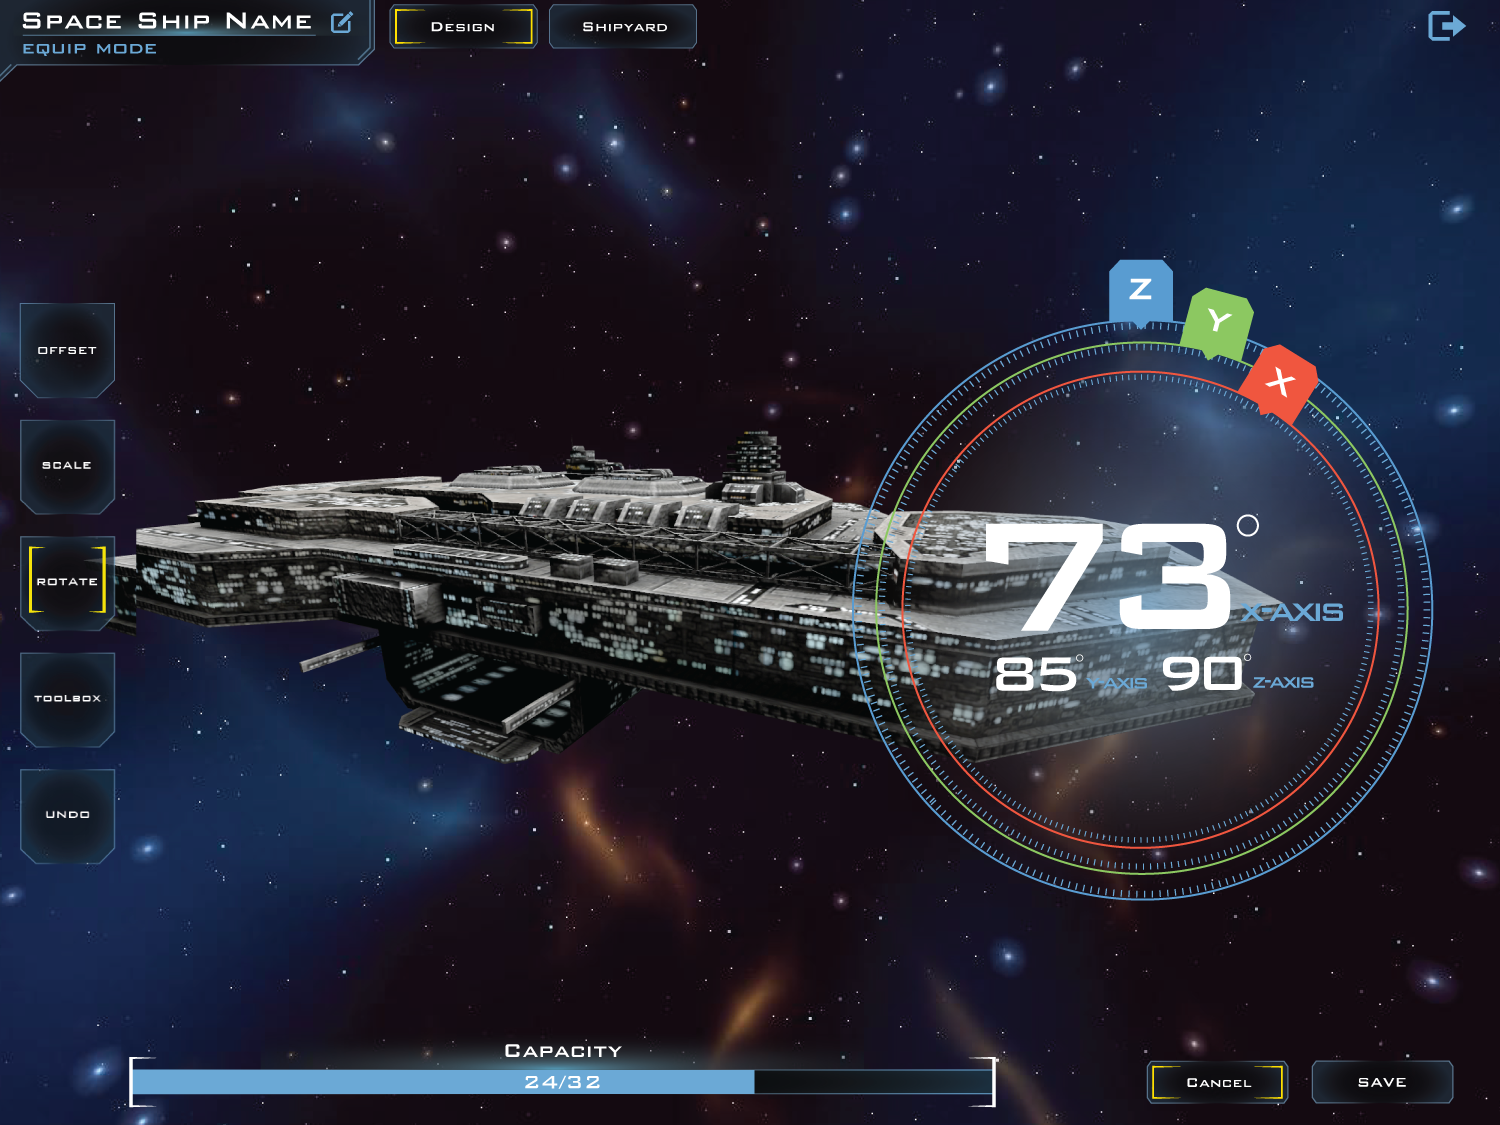 Space Ship Name
EQUIP MODE
Design
Shipyard
Z
Y
X
OFFSET
SCALE
ROTATE
TOOLBOX
UNDO
73°
X-AXIS
85° Y-AXIS 90° Z-AXIS
Capacity
24/32
Cancel
SAVE